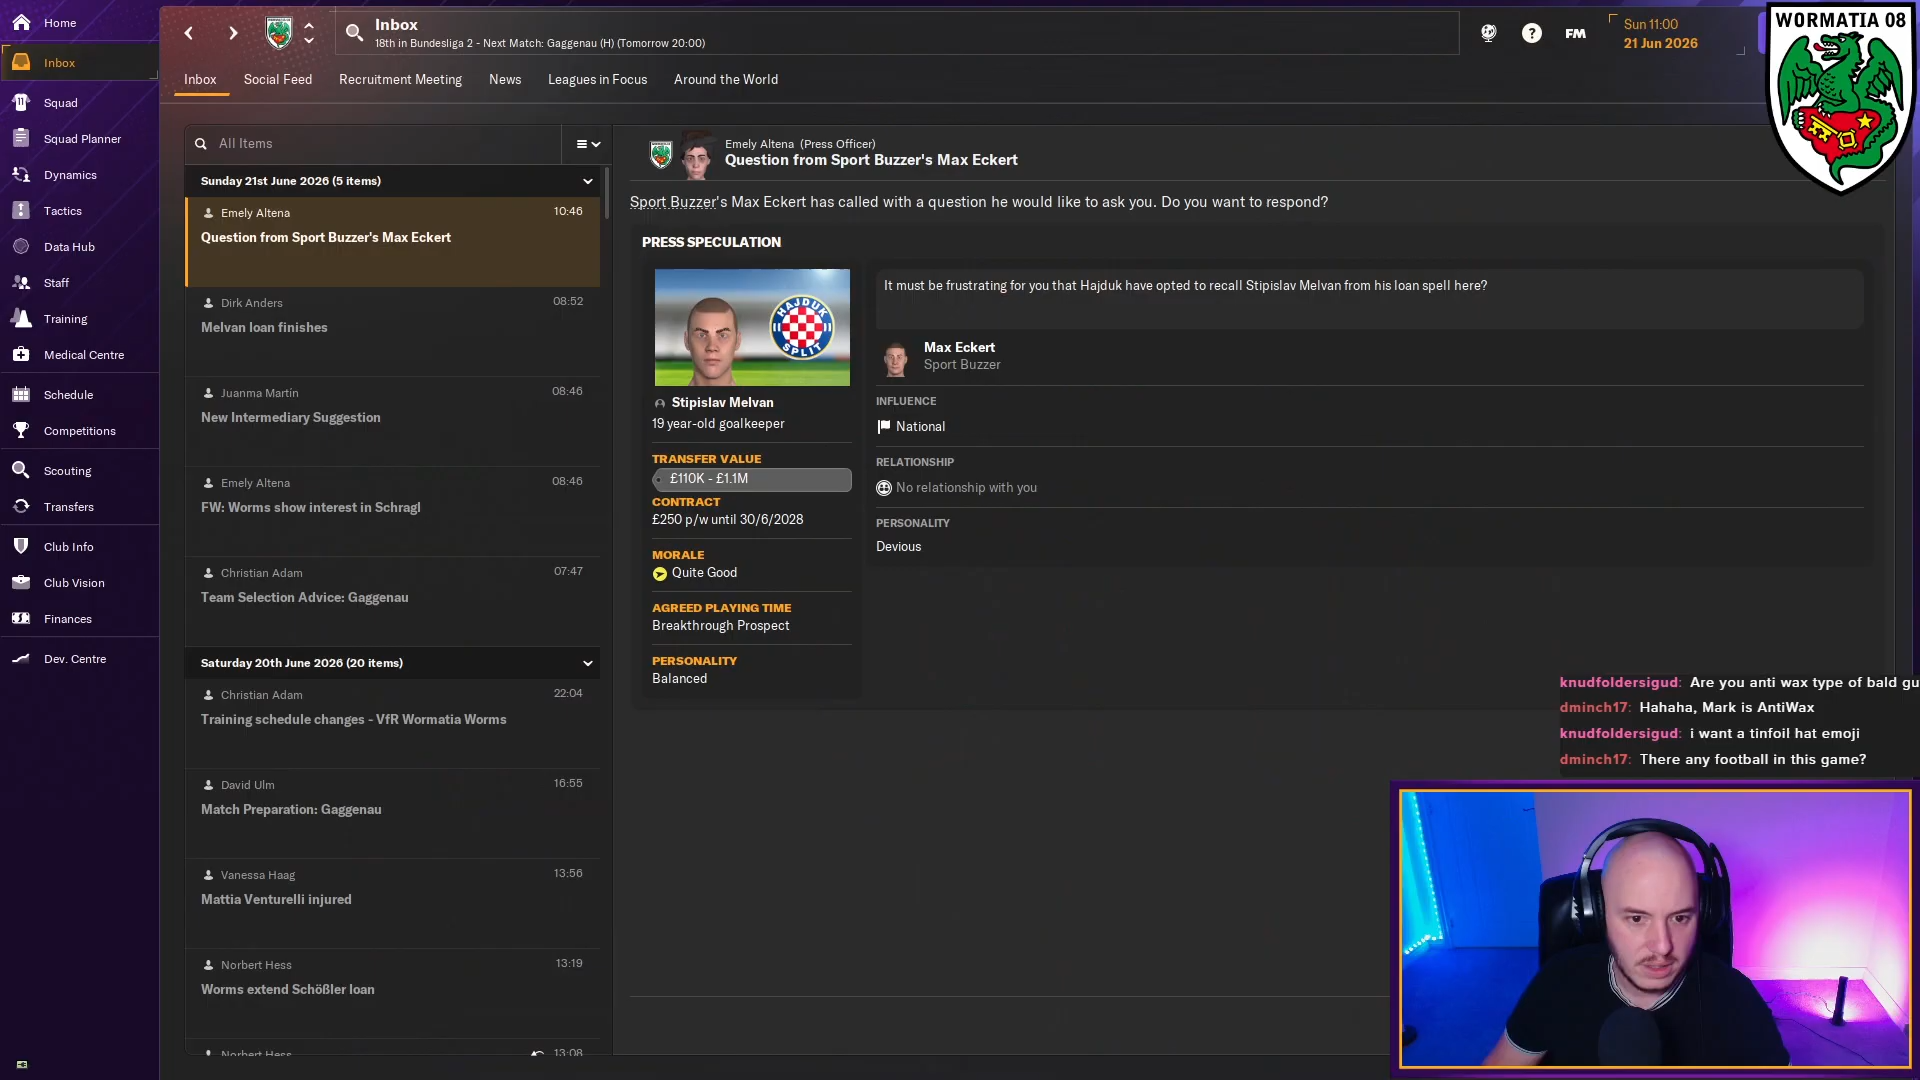 Home
Inbox
Squad
Squad Planner
Dynamics
Tactics
Data Hub
Staff
Training
Medical Centre
Schedule
Competitions
Scouting
Transfers
Club Info
Club Vision
Finances
Dev. Centre
Inbox
18th in Bundesliga 2 - Next Match: Gaggenau (H) (Tomorrow 20:00)
?
FM
Sun 11:00
21 Jun 2026
WORMATIA 08
Inbox
Social Feed
Recruitment Meeting
News
Leagues in Focus
Around the World
All Items
Sunday 21st June 2026 (5 items)
Emely Altena
10:46
Question from Sport Buzzer's Max Eckert
Dirk Anders
08:52
Melvan loan finishes
Juanma Martín
08:46
New Intermediary Suggestion
Emely Altena
08:46
FW: Worms show interest in Schragl
Christian Adam
07:47
Team Selection Advice: Gaggenau
Saturday 20th June 2026 (20 items)
Christian Adam
22:04
Training schedule changes - VfR Wormatia Worms
David Ulm
16:55
Match Preparation: Gaggenau
Vanessa Haag
13:56
Mattia Venturelli injured
Norbert Hess
13:19
Worms extend Schößler loan
Norbert Hess
13:08
Emely Altena (Press Officer)
Question from Sport Buzzer's Max Eckert
Sport Buzzer's Max Eckert has called with a question he would like to ask you. Do you want to respond?
PRESS SPECULATION
HAJDUK
SPLIT
Stipislav Melvan
19 year-old goalkeeper
TRANSFER VALUE
£110K - £1.1M
CONTRACT
£250 p/w until 30/6/2028
MORALE
Quite Good
AGREED PLAYING TIME
Breakthrough Prospect
PERSONALITY
Balanced
It must be frustrating for you that Hajduk have opted to recall Stipislav Melvan from his loan spell here?
Max Eckert
Sport Buzzer
INFLUENCE
National
RELATIONSHIP
No relationship with you
PERSONALITY
Devious
knudfoldersigud: Are you anti wax type of bald gu
dminch17: Hahaha, Mark is AntiWax
knudfoldersigud: i want a tinfoil hat emoji
dminch17: There any football in this game?